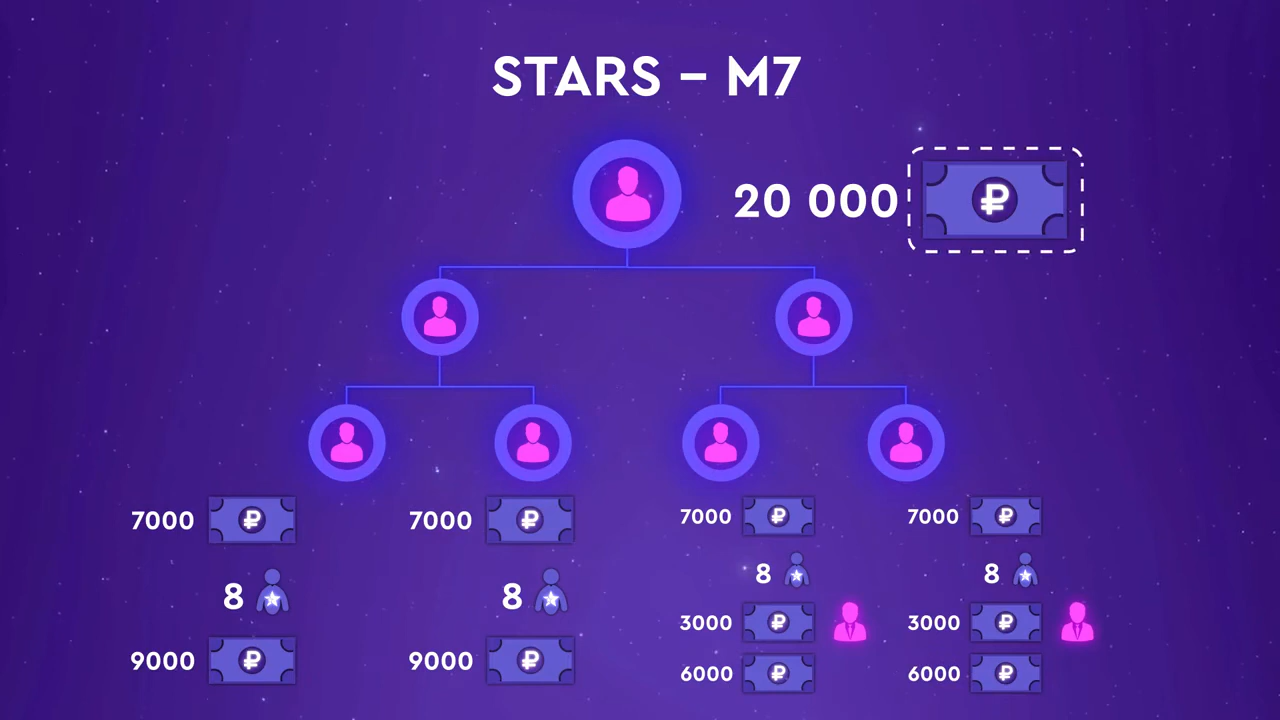 STARS – M7
20 000 ₽
7000 ₽ 7000 ₽ 7000 ₽ 7000 ₽
8 8 8 8
3000 ₽ 3000 ₽
9000 ₽ 9000 ₽ 6000 ₽ 6000 ₽